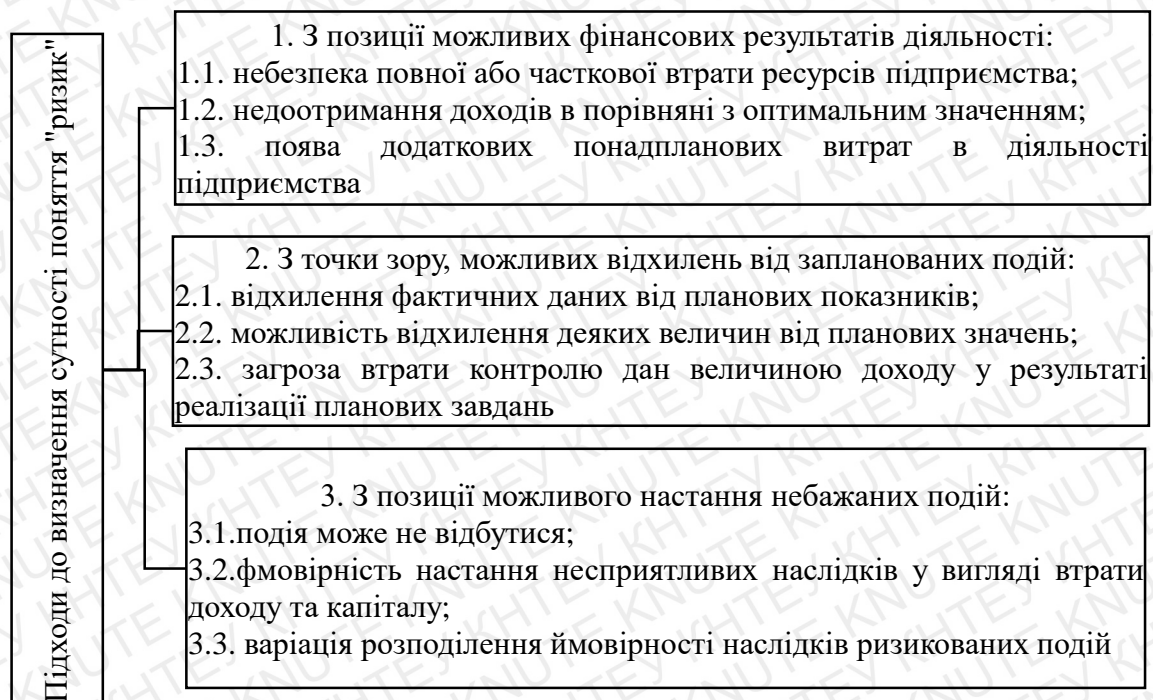 Підходи до визначення сутності поняття "ризик"
1. З позиції можливих фінансових результатів діяльності:
1.1. небезпека повної або часткової втрати ресурсів підприємства;
1.2. недоотримання доходів в порівняні з оптимальним значенням;
1.3. поява додаткових понадпланових витрат в діяльності
підприємства
2. З точки зору, можливих відхилень від запланованих подій:
2.1. відхилення фактичних даних від планових показників;
2.2. можливість відхилення деяких величин від планових значень;
2.3. загроза втрати контролю дан величиною доходу у результаті
реалізації планових завдань
3. З позиції можливого настання небажаних подій:
3.1.подія може не відбутися;
3.2.фмовірність настання несприятливих наслідків у вигляді втрати
доходу та капіталу;
3.3. варіація розподілення ймовірності наслідків ризикованих подій